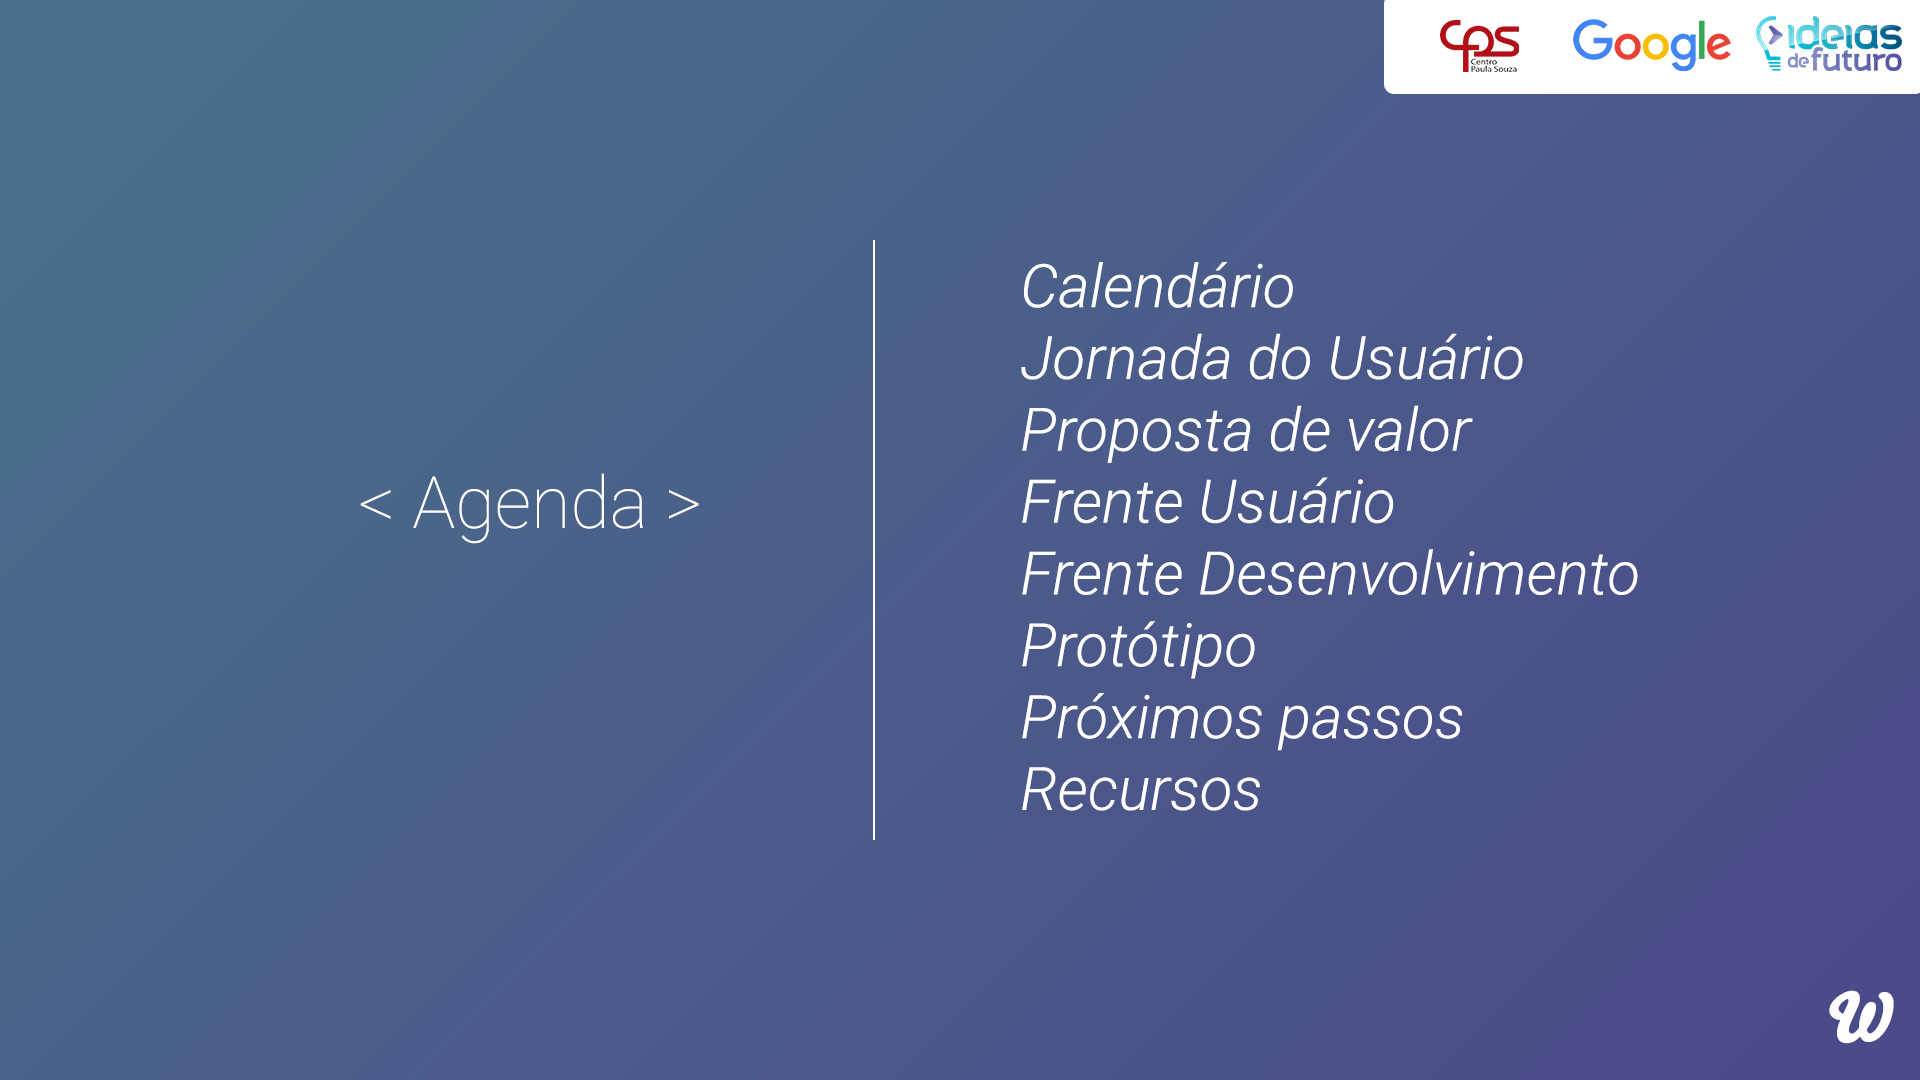 cps
Centro
Paula Souza
Google
ideias
de futuro
< Agenda >
Calendário
Jornada do Usuário
Proposta de valor
Frente Usuário
Frente Desenvolvimento
Protótipo
Próximos passos
Recursos
W